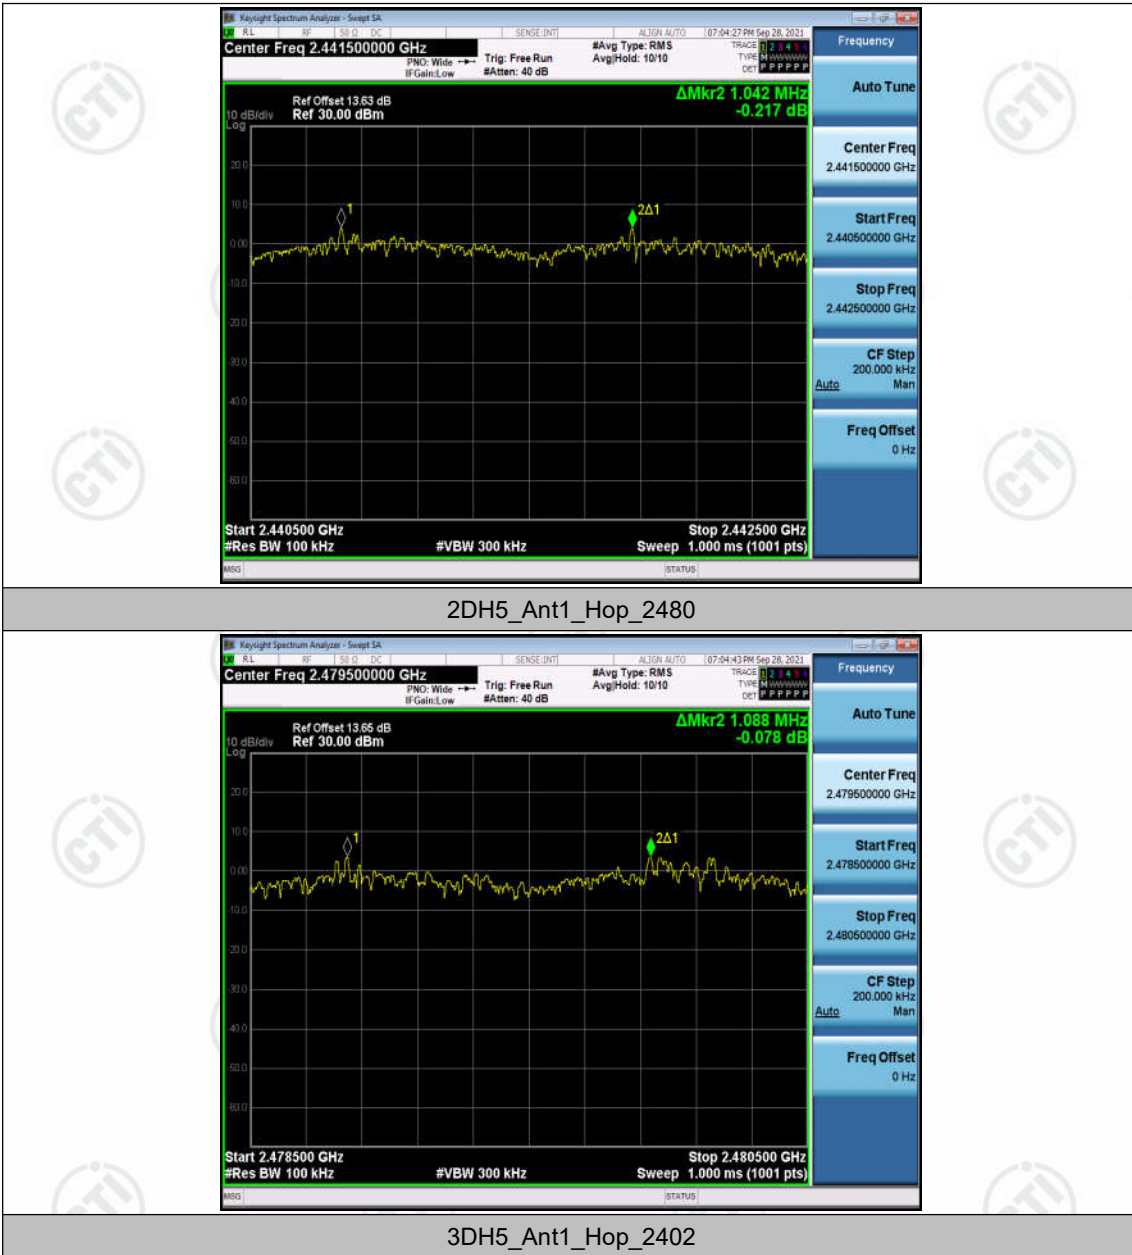 Keysight Spectrum Analyzer - Swept SA
RL RF 50 Ω DC SENSE:INT ALIGN AUTO 07:04:27 PM Sep 28, 2021
Center Freq 2.441500000 GHz
PNO: Wide Trig: Free Run #Avg Type: RMS TRACE 1 2 3 4 5 6
IFGain:Low #Atten: 40 dB Avg|Hold: 10/10 TYPE M WWWWW
DET P P P P P P
Frequency
Auto Tune
Center Freq
2.441500000 GHz
Start Freq
2.440500000 GHz
Stop Freq
2.442500000 GHz
CF Step
200.000 kHz
Auto Man
Freq Offset
0 Hz
ΔMkr2 1.042 MHz
-0.217 dB
Ref Offset 13.63 dB
10 dB/div Ref 30.00 dBm
Log
20.0
10.0
0.00
-10.0
-20.0
-30.0
-40.0
-50.0
-60.0
1
2Δ1
Start 2.440500 GHz Stop 2.442500 GHz
#Res BW 100 kHz #VBW 300 kHz Sweep 1.000 ms (1001 pts)
MSG STATUS
2DH5_Ant1_Hop_2480
Keysight Spectrum Analyzer - Swept SA
RL RF 50 Ω DC SENSE:INT ALIGN AUTO 07:04:43 PM Sep 28, 2021
Center Freq 2.479500000 GHz
PNO: Wide Trig: Free Run #Avg Type: RMS TRACE 1 2 3 4 5 6
IFGain:Low #Atten: 40 dB Avg|Hold: 10/10 TYPE M WWWWW
DET P P P P P P
Frequency
Auto Tune
Center Freq
2.479500000 GHz
Start Freq
2.478500000 GHz
Stop Freq
2.480500000 GHz
CF Step
200.000 kHz
Auto Man
Freq Offset
0 Hz
ΔMkr2 1.088 MHz
-0.078 dB
Ref Offset 13.65 dB
10 dB/div Ref 30.00 dBm
Log
20.0
10.0
0.00
-10.0
-20.0
-30.0
-40.0
-50.0
-60.0
1
2Δ1
Start 2.478500 GHz Stop 2.480500 GHz
#Res BW 100 kHz #VBW 300 kHz Sweep 1.000 ms (1001 pts)
MSG STATUS
3DH5_Ant1_Hop_2402
CTI
CTI
CTI
CTI
CTI
CTI
CTI
CTI